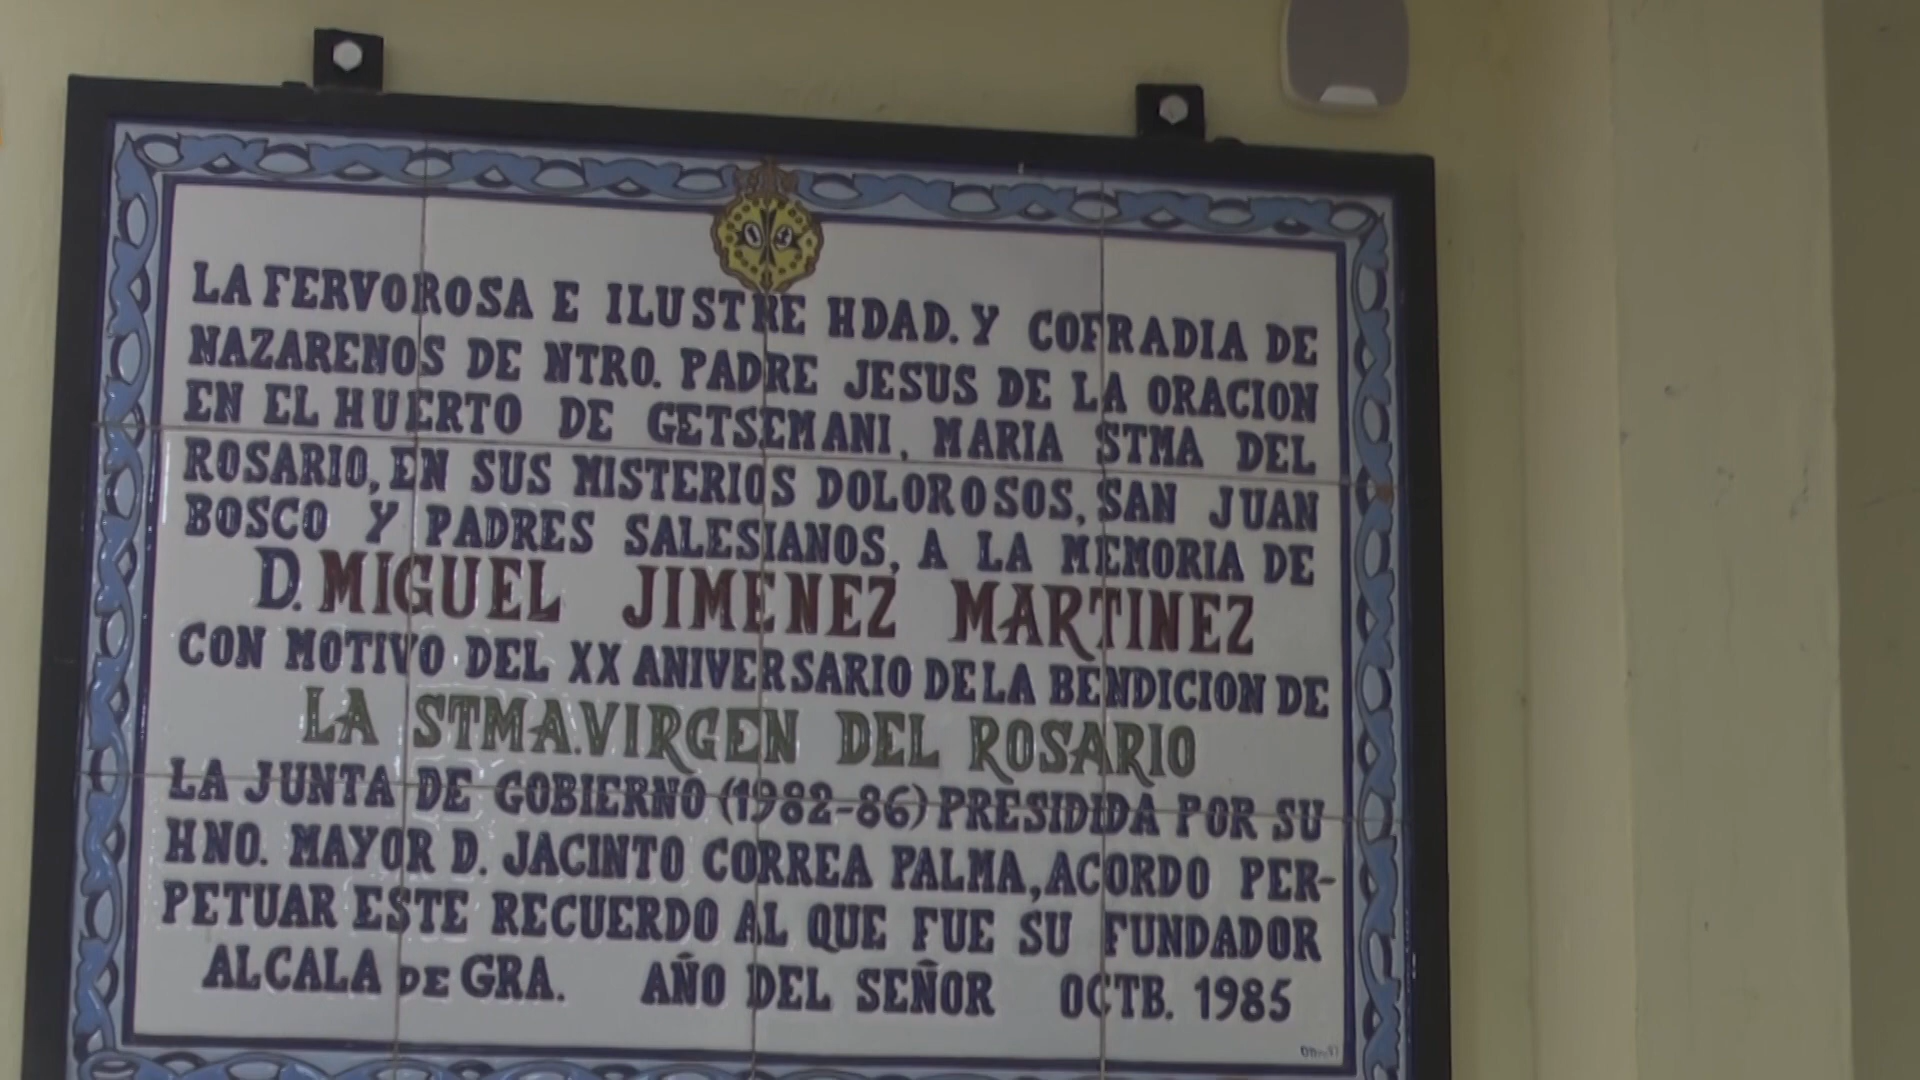 LA FERVOROSA E ILUSTRE HDAD. Y COFRADIA DE
NAZARENOS DE NTRO. PADRE JESUS DE LA ORACION
EN EL HUERTO DE GETSEMANI, MARIA STMA DEL
ROSARIO, EN SUS MISTERIOS DOLOROSOS, SAN JUAN
BOSCO Y PADRES SALESIANOS, A LA MEMORIA DE
D. MIGUEL JIMENEZ MARTINEZ
CON MOTIVO DEL XX ANIVERSARIO DE LA BENDICION DE
LA STMA. VIRGEN DEL ROSARIO
LA JUNTA DE GOBIERNO (1982-86) PRESIDIDA POR SU
HNO. MAYOR D. JACINTO CORREA PALMA, ACORDO PER-
PETUAR ESTE RECUERDO AL QUE FUE SU FUNDADOR
ALCALA DE GRA. AÑO DEL SEÑOR OCTB. 1985